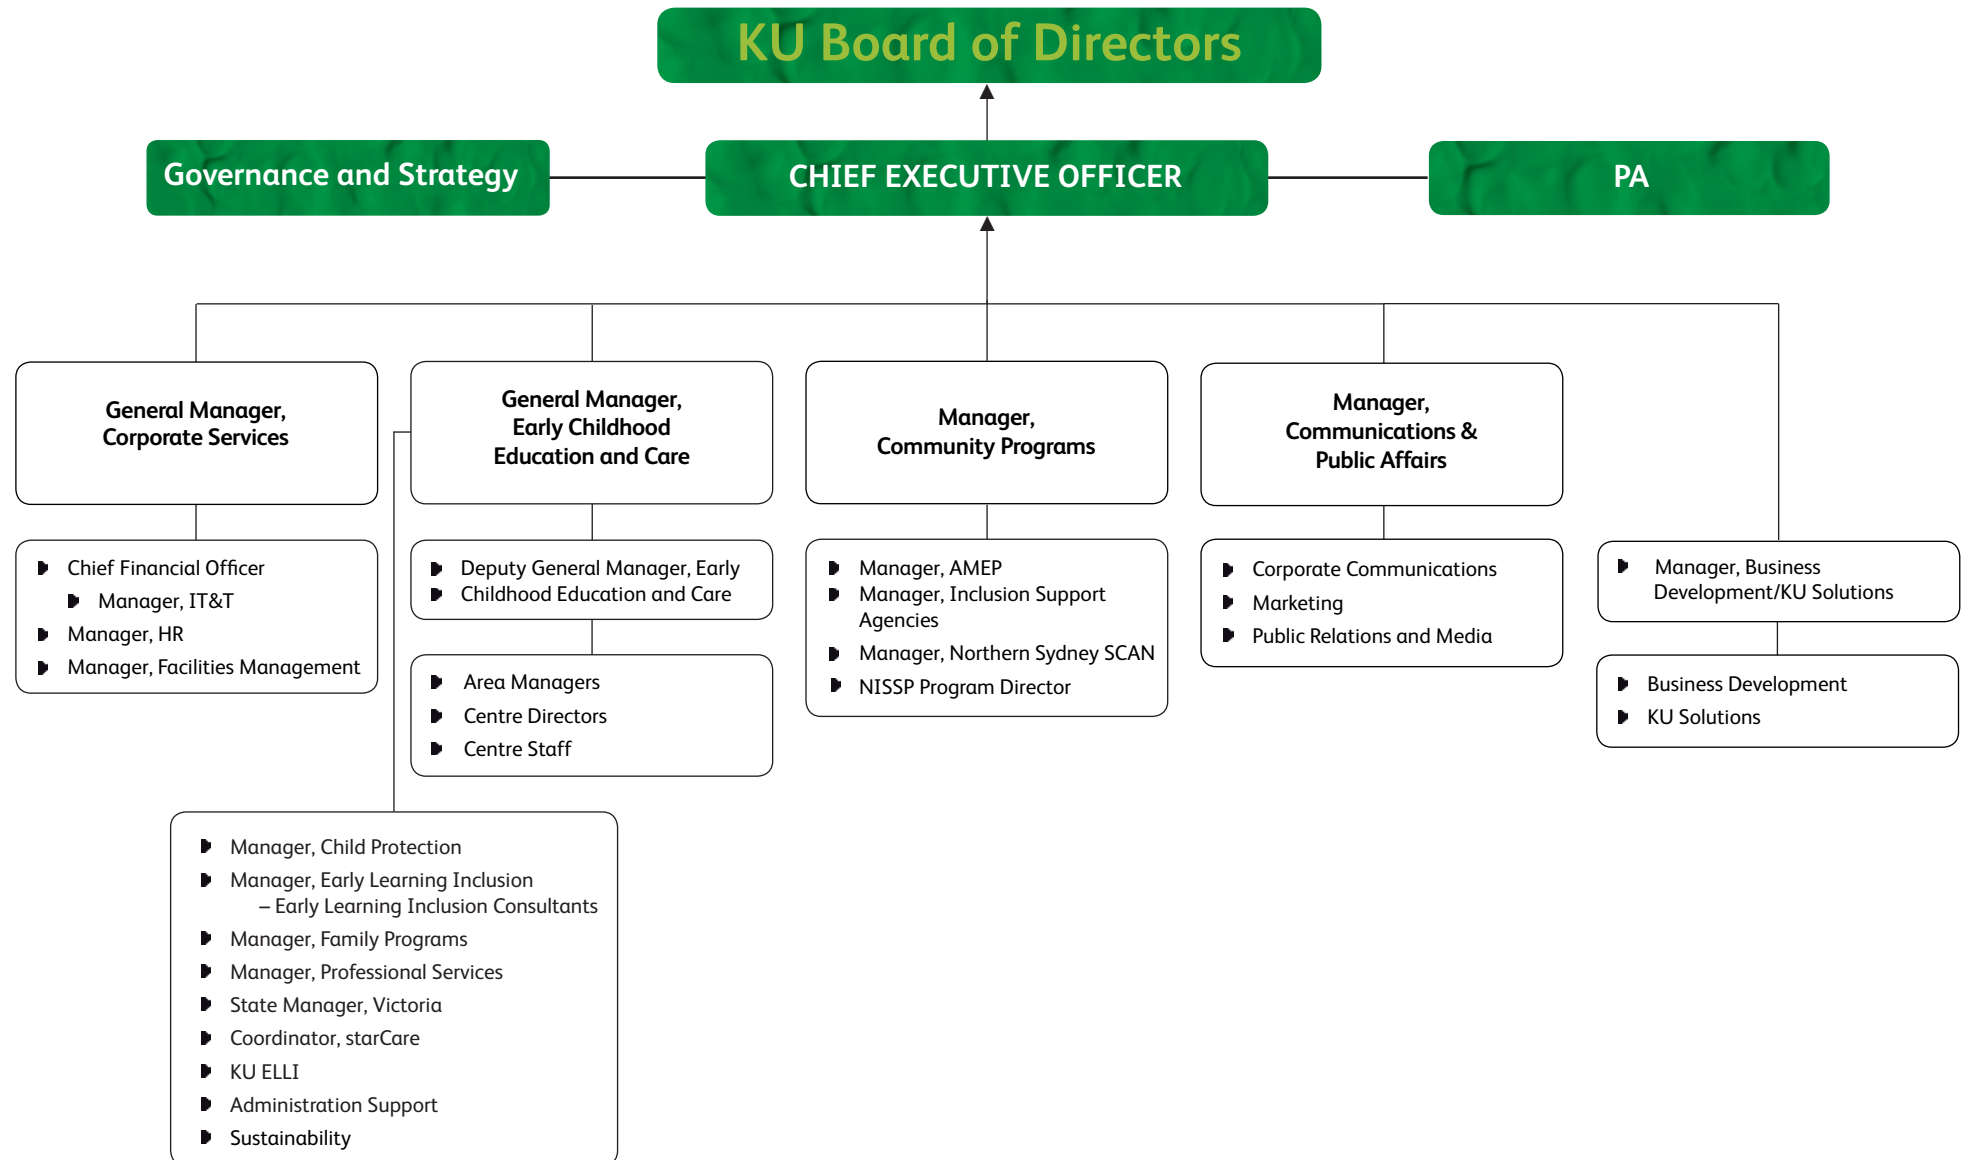 KU Board of Directors
Governance and Strategy
CHIEF EXECUTIVE OFFICER
PA
General Manager,
Corporate Services
General Manager,
Early Childhood
Education and Care
Manager,
Community Programs
Manager,
Communications &
Public Affairs
Chief Financial Officer
Manager, IT&T
Manager, HR
Manager, Facilities Management
Deputy General Manager, Early
Childhood Education and Care
Area Managers
Centre Directors
Centre Staff
Manager, AMEP
Manager, Inclusion Support
Agencies
Manager, Northern Sydney SCAN
NISSP Program Director
Corporate Communications
Marketing
Public Relations and Media
Manager, Business
Development/KU Solutions
Business Development
KU Solutions
Manager, Child Protection
Manager, Early Learning Inclusion
– Early Learning Inclusion Consultants
Manager, Family Programs
Manager, Professional Services
State Manager, Victoria
Coordinator, starCare
KU ELLI
Administration Support
Sustainability